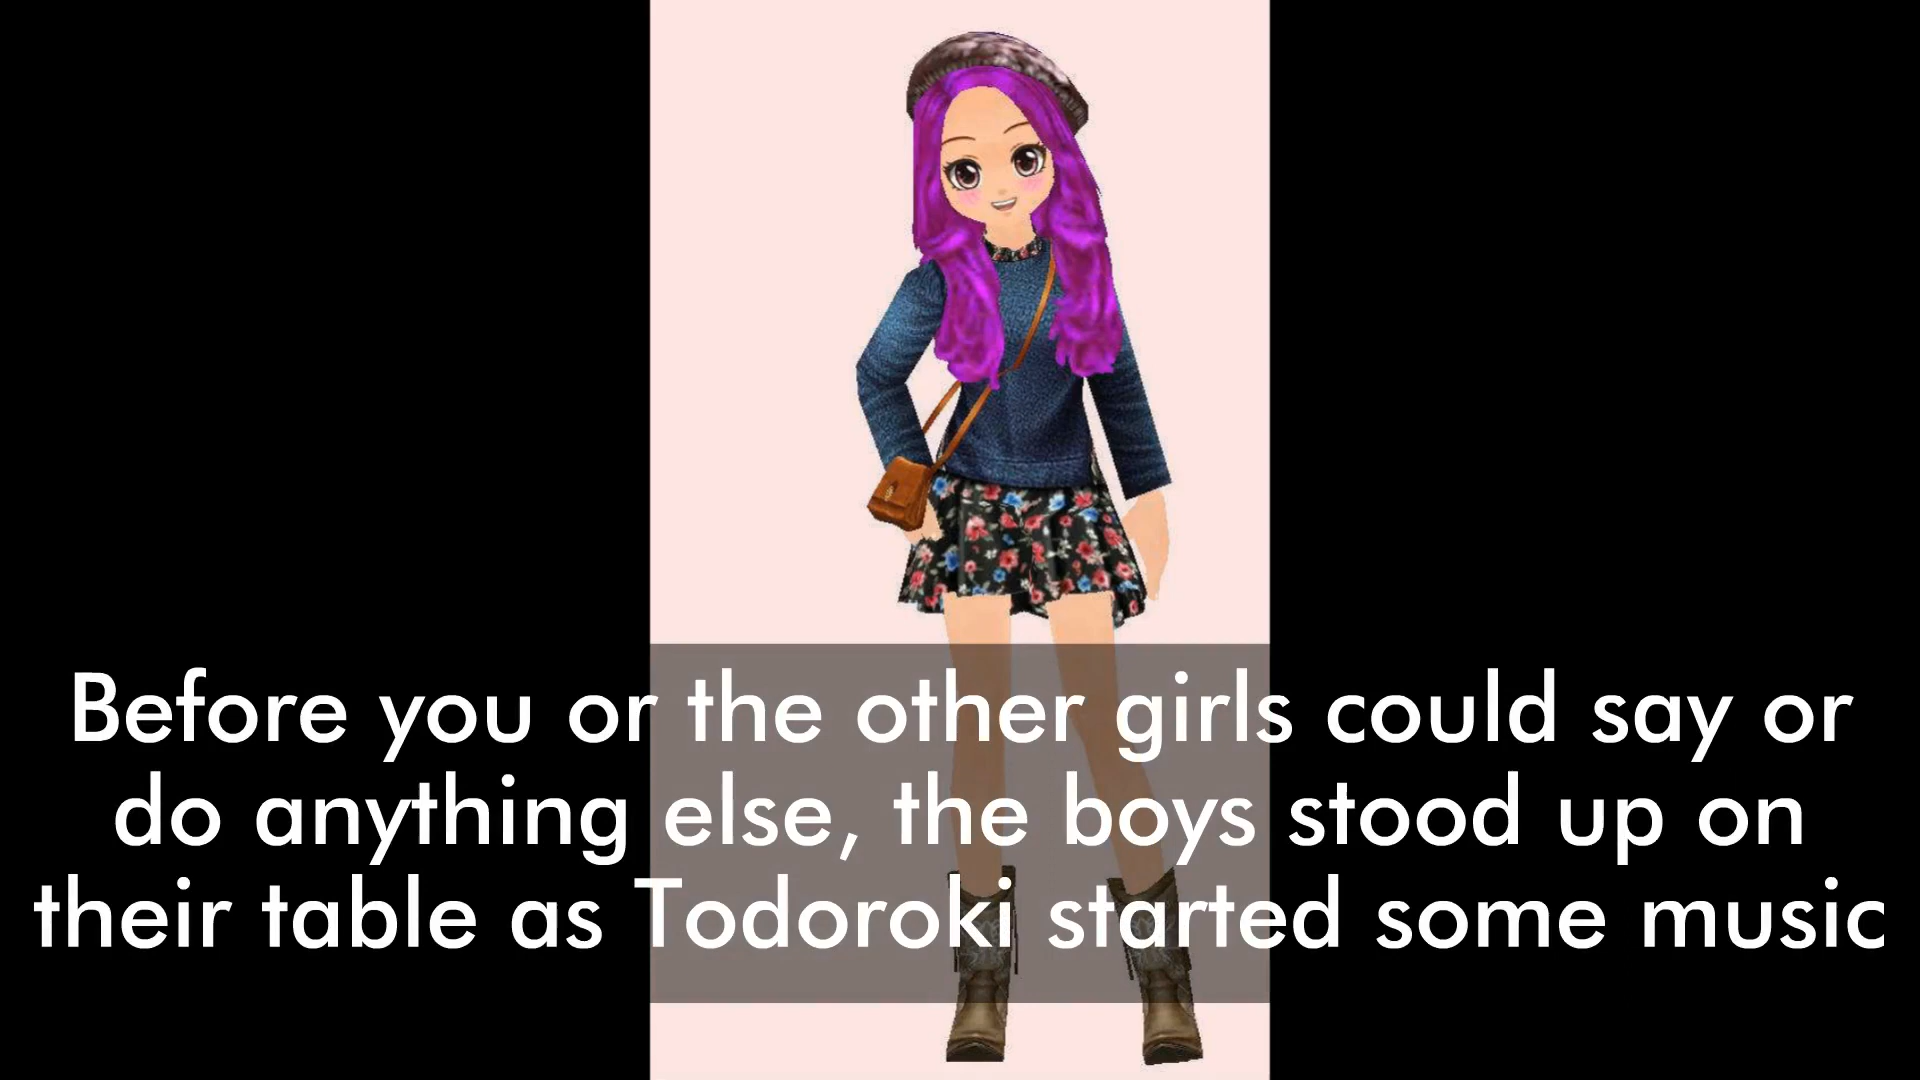 Before you or the other girls could say or
do anything else, the boys stood up on
their table as Todoroki started some music